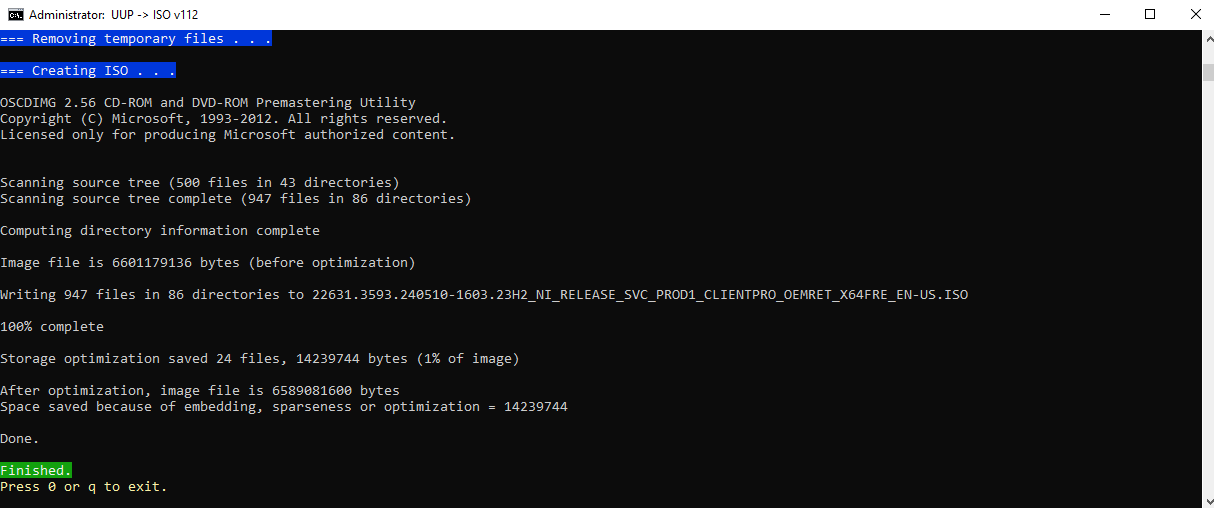 Administrator: UUP -> ISO v112
=== Removing temporary files . . .
=== Creating ISO . . .
OSCDIMG 2.56 CD-ROM and DVD-ROM Premastering Utility
Copyright (C) Microsoft, 1993-2012. All rights reserved.
Licensed only for producing Microsoft authorized content.
Scanning source tree (500 files in 43 directories)
Scanning source tree complete (947 files in 86 directories)
Computing directory information complete
Image file is 6601179136 bytes (before optimization)
Writing 947 files in 86 directories to 22631.3593.240510-1603.23H2_NI_RELEASE_SVC_PROD1_CLIENTPRO_OEMRET_X64FRE_EN-US.ISO
100% complete
Storage optimization saved 24 files, 14239744 bytes (1% of image)
After optimization, image file is 6589081600 bytes
Space saved because of embedding, sparseness or optimization = 14239744
Done.
Finished.
Press 0 or q to exit.